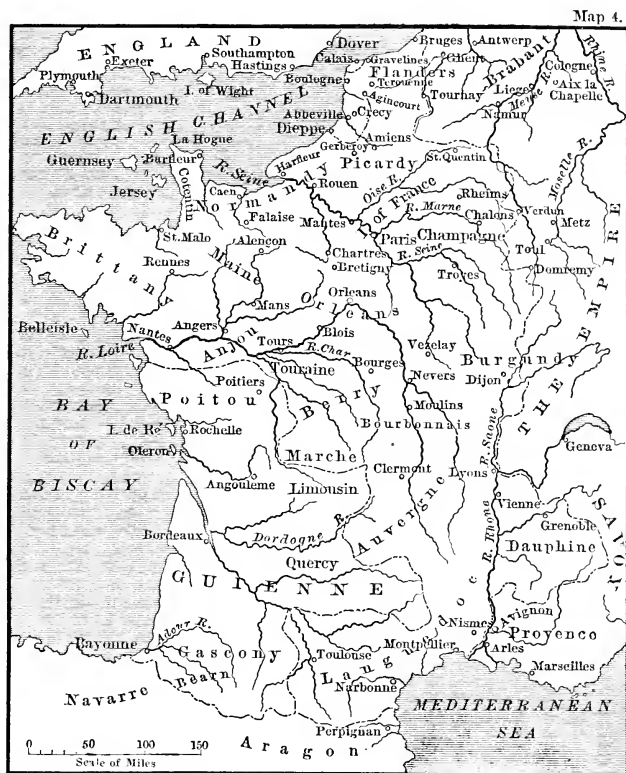 Map 4.
ENGLAND
Exeter
Southampton
Hastings
Dover
Plymouth
Dartmouth
I. of Wight
ENGLISH CHANNEL
Calais
Gravelines
Bruges
Antwerp
Ghent
Flanders
Terouenne
Boulogne
Agincourt
Tournay
Brabant
Cologne
Rhine R.
Aix la
Chapelle
Liege
Meuse R.
Namur
Abbeville
Crecy
Dieppe
Amiens
Gerberoy
Picardy
St. Quentin
La Hogue
Guernsey
Barfleur
Jersey
Cotentin
R. Seine
Harfleur
Rouen
Caen
Normandy
Falaise
Oise R.
I. of France
Rheims
R. Marne
Chalons
Verdun
Moselle R.
Metz
Mantes
Paris
Champagne
Toul
St. Malo
Alençon
Chartres
R. Seine
Bretigny
Troyes
Domremy
Brittany
Rennes
Maine
Mans
Orleans
Orleans
Belleisle
Nantes
Angers
R. Loire
Anjou
Tours
Blois
R. Char
Touraine
Vezelay
Bourges
Burgundy
Dijon
Nevers
THE EMPIRE
Poitiers
Poitou
Berry
Moulins
Bourbonnais
BAY
OF
BISCAY
I. de Ré
Rochelle
Oleron
Marche
Geneva
R. Saone
Lyons
Angouleme
Limousin
Clermont
Auvergne
Vienne
SAVOY
Grenoble
Dauphine
Bordeaux
Dordogne R.
Quercy
R. Rhone
GUIENNE
Bayonne
Adour R.
Gascony
Toulouse
Languedoc
Montpellier
Nismes
Avignon
Provence
Arles
Marseilles
Navarre
Béarn
Narbonne
MEDITERRANEAN
SEA
Perpignan
Aragon
0 50 100 150
Scale of Miles